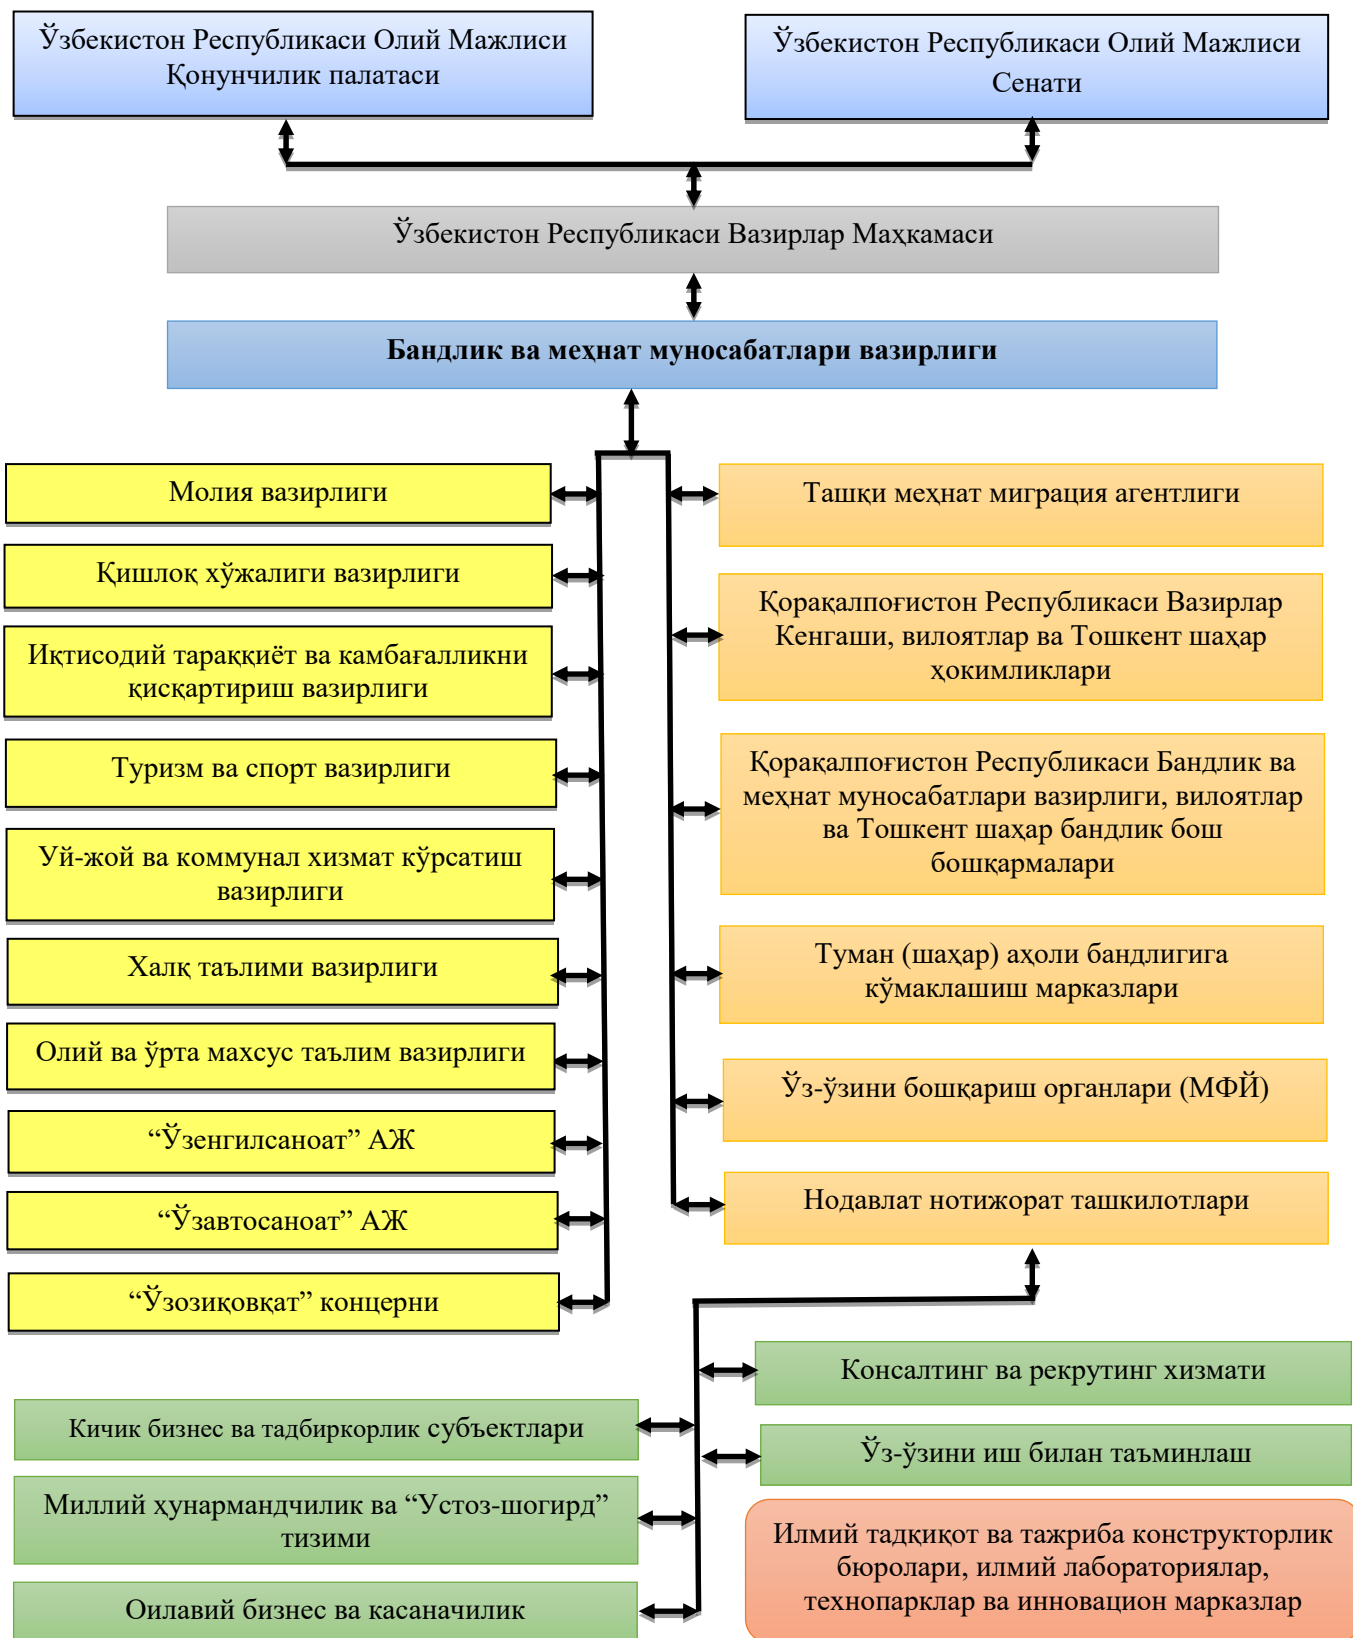 Ўзбекистон Республикаси Олий Мажлиси
Қонунчилик палатаси
Ўзбекистон Республикаси Олий Мажлиси
Сенати
Ўзбекистон Республикаси Вазирлар Маҳкамаси
Бандлик ва меҳнат муносабатлари вазирлиги
Молия вазирлиги
Қишлоқ хўжалиги вазирлиги
Иқтисодий тараққиёт ва камбағалликни
қисқартириш вазирлиги
Туризм ва спорт вазирлиги
Уй-жой ва коммунал хизмат кўрсатиш
вазирлиги
Халқ таълими вазирлиги
Олий ва ўрта махсус таълим вазирлиги
“Ўзенгилсаноат” АЖ
“Ўзавтосаноат” АЖ
“Ўзозиқовқат” концерни
Ташқи меҳнат миграция агентлиги
Қорақалпоғистон Республикаси Вазирлар
Кенгаши, вилоятлар ва Тошкент шаҳар
ҳокимликлари
Қорақалпоғистон Республикаси Бандлик ва
меҳнат муносабатлари вазирлиги, вилоятлар
ва Тошкент шаҳар бандлик бош
бошқармалари
Туман (шаҳар) аҳоли бандлигига
кўмаклашиш марказлари
Ўз-ўзини бошқариш органлари (МФЙ)
Нодавлат нотижорат ташкилотлари
Консалтинг ва рекрутинг хизмати
Кичик бизнес ва тадбиркорлик субъектлари
Ўз-ўзини иш билан таъминлаш
Миллий ҳунармандчилик ва “Устоз-шогирд”
тизими
Оилавий бизнес ва касаначилик
Илмий тадқиқот ва тажриба конструкторлик
бюролари, илмий лабораториялар,
технопарклар ва инновацион марказлар